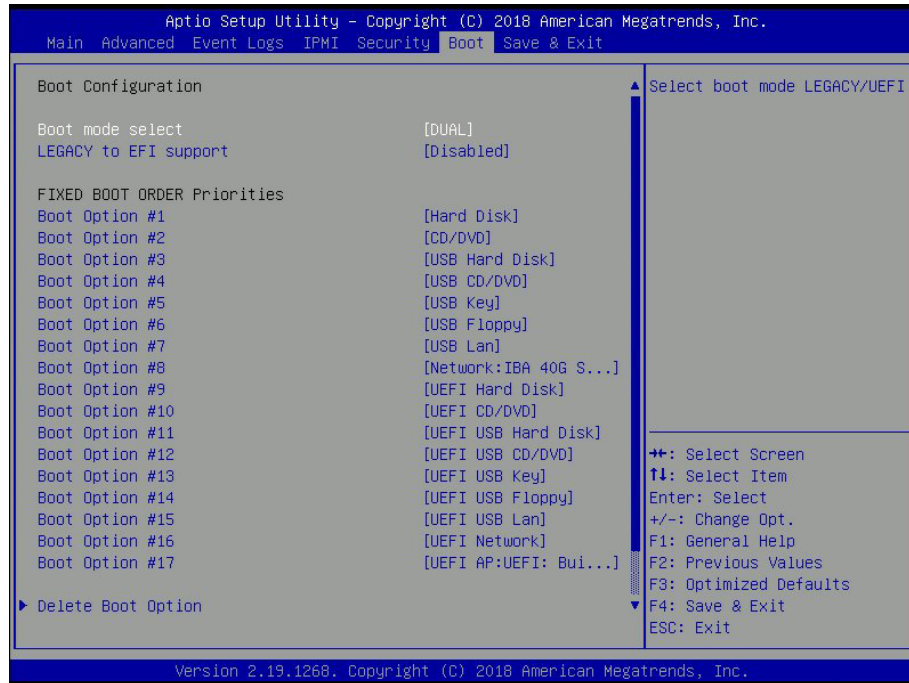 Aptio Setup Utility – Copyright (C) 2018 American Megatrends, Inc.
Main Advanced Event Logs IPMI Security Boot Save & Exit
Boot Configuration
Boot mode select [DUAL]
LEGACY to EFI support [Disabled]
FIXED BOOT ORDER Priorities
Boot Option #1 [Hard Disk]
Boot Option #2 [CD/DVD]
Boot Option #3 [USB Hard Disk]
Boot Option #4 [USB CD/DVD]
Boot Option #5 [USB Key]
Boot Option #6 [USB Floppy]
Boot Option #7 [USB Lan]
Boot Option #8 [Network:IBA 40G S...]
Boot Option #9 [UEFI Hard Disk]
Boot Option #10 [UEFI CD/DVD]
Boot Option #11 [UEFI USB Hard Disk]
Boot Option #12 [UEFI USB CD/DVD]
Boot Option #13 [UEFI USB Key]
Boot Option #14 [UEFI USB Floppy]
Boot Option #15 [UEFI USB Lan]
Boot Option #16 [UEFI Network]
Boot Option #17 [UEFI AP:UEFI: Bui...]
Delete Boot Option
Select boot mode LEGACY/UEFI
→←: Select Screen
↑↓: Select Item
Enter: Select
+/-: Change Opt.
F1: General Help
F2: Previous Values
F3: Optimized Defaults
F4: Save & Exit
ESC: Exit
Version 2.19.1268. Copyright (C) 2018 American Megatrends, Inc.